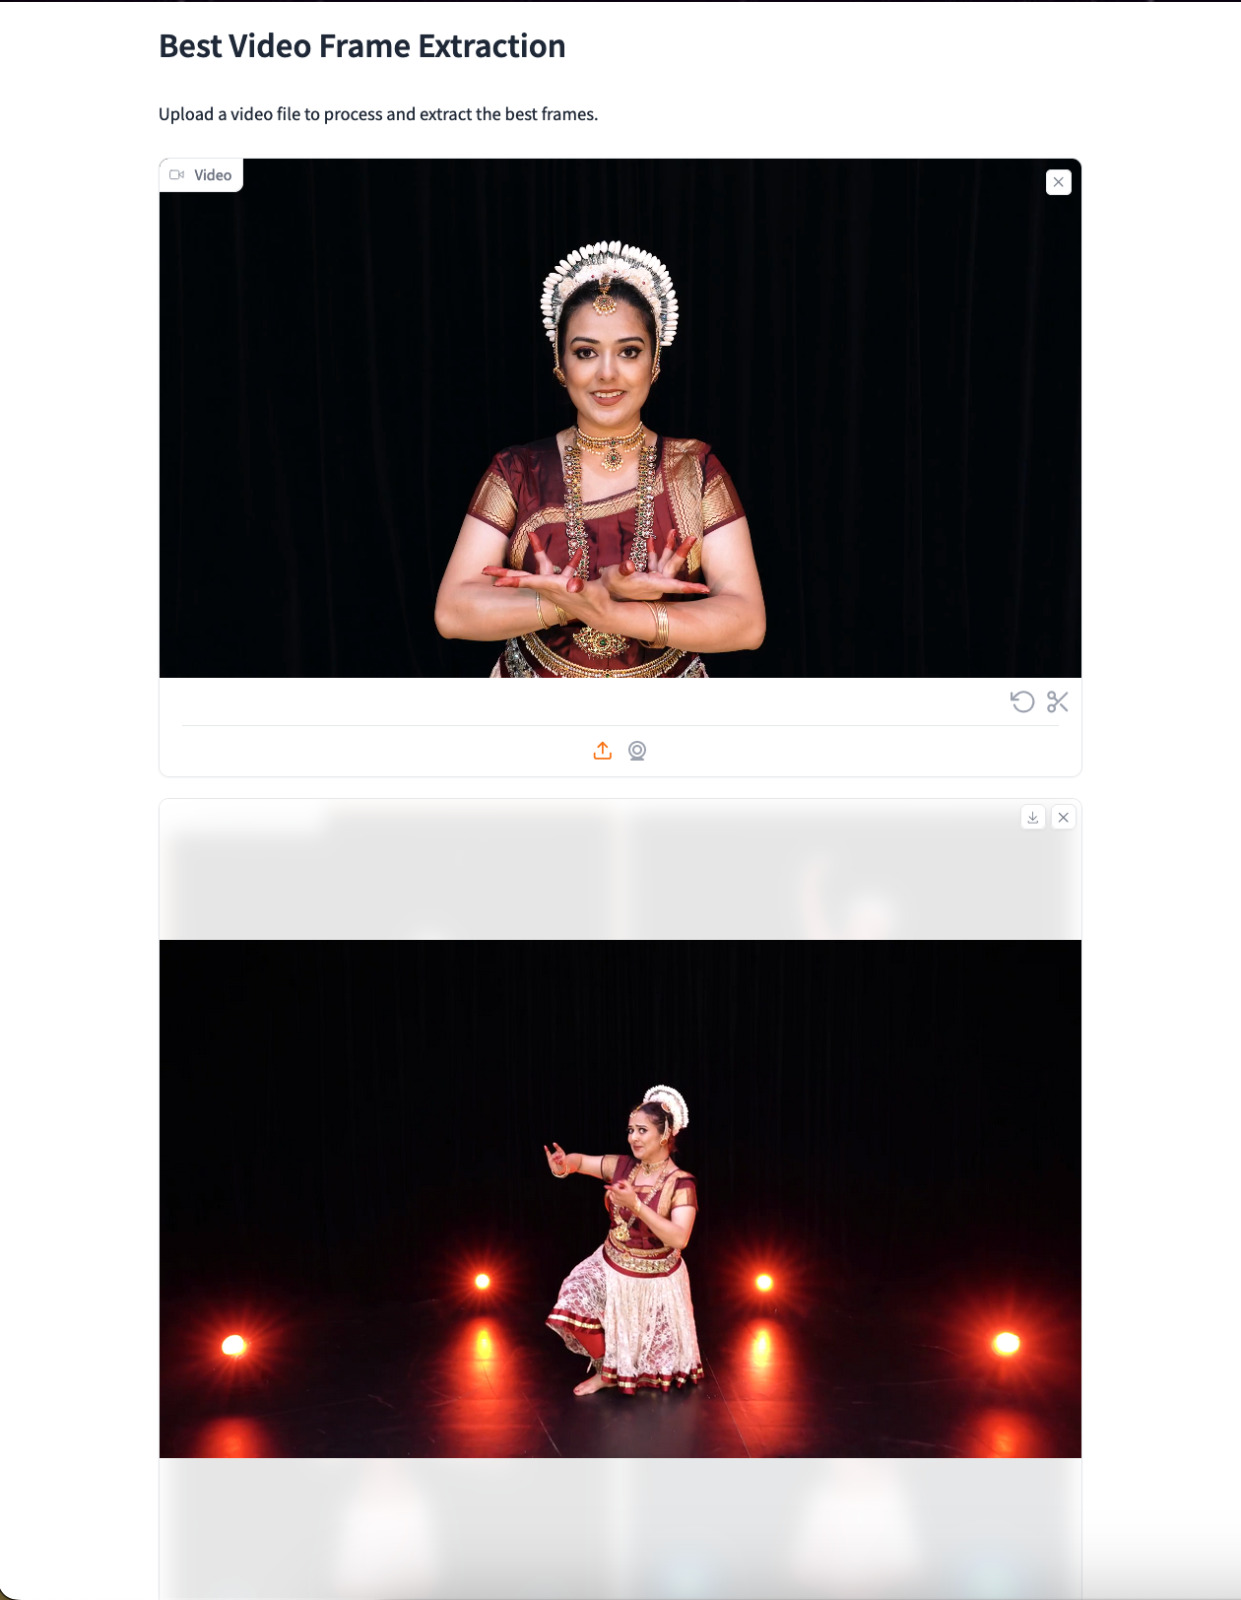 Best Video Frame Extraction
Upload a video file to process and extract the best frames.
Video